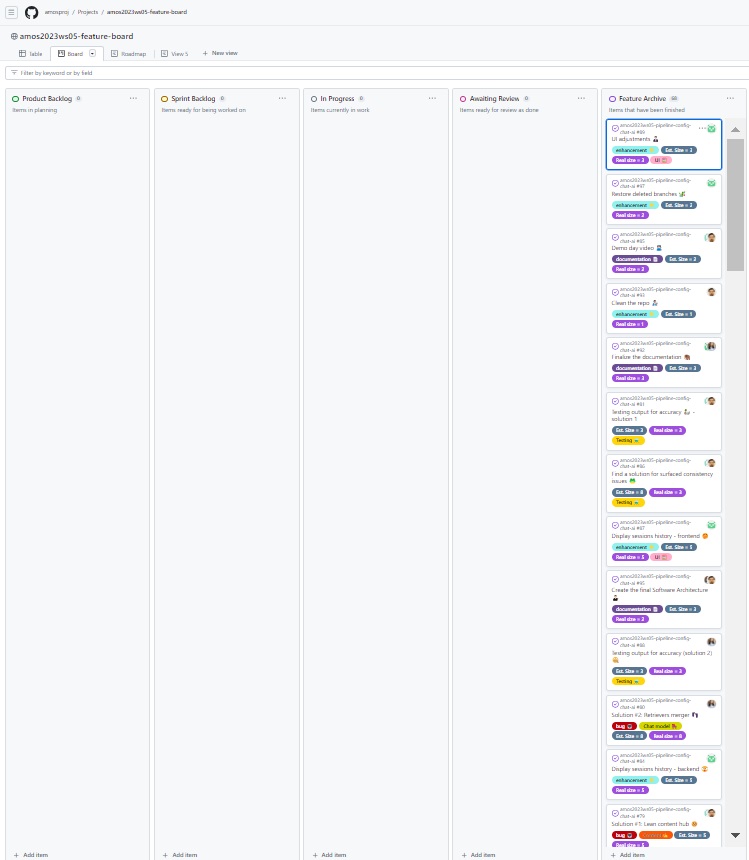 amosproj / Projects / amos2023ws05-feature-board
amos2023ws05-feature-board
Table Board Roadmap View 5 + New view
Filter by keyword or by field
Product Backlog 0
Items in planning
Sprint Backlog 0
Items ready for being worked on
In Progress 0
Items currently in work
Awaiting Review 0
Items ready for review as done
Feature Archive
Items that have been finished
amos2023ws05-pipeline-config-
chat-ai
UI adjustments
enhancement Est. Size = 2
Real size = 2 UI
amos2023ws05-pipeline-config-
chat-ai #97
Restore deleted branches
enhancement Est. Size = 2
Real size = 2
amos2023ws05-pipeline-config-
chat-ai #95
Demo day video
documentation Est. Size = 2
Real size = 2
amos2023ws05-pipeline-config-
chat-ai #93
Clean the repo
enhancement Est. Size = 1
Real size = 1
amos2023ws05-pipeline-config-
chat-ai #92
Finalize the documentation
documentation Est. Size = 3
Real size = 3
amos2023ws05-pipeline-config-
chat-ai #91
Testing output for accuracy -
solution 1
Est. Size = 3 Real size = 3
Testing
amos2023ws05-pipeline-config-
chat-ai #86
Find a solution for surfaced consistency
issues
Est. Size = 8 Real size = 3
Testing
amos2023ws05-pipeline-config-
chat-ai #87
Display sessions history - frontend
enhancement Est. Size = 5
Real size = 5 UI
amos2023ws05-pipeline-config-
chat-ai
Create the final Software Architecture
documentation Est. Size = 3
Real size = 2
amos2023ws05-pipeline-config-
chat-ai #88
Testing output for accuracy (solution 2)
Est. Size = 3 Real size = 3
Testing
amos2023ws05-pipeline-config-
chat-ai #80
Solution #2: Retrievers merger
bug Chat model
Est. Size = 8 Real size = 8
amos2023ws05-pipeline-config-
chat-ai
Display sessions history - backend
enhancement Est. Size = 5
Real size = 5
amos2023ws05-pipeline-config-
chat-ai #79
Solution #1: Lean content hub
bug Est. Size = 5
Real size = 5
+ Add item
+ Add item
+ Add item
+ Add item
+ Add item